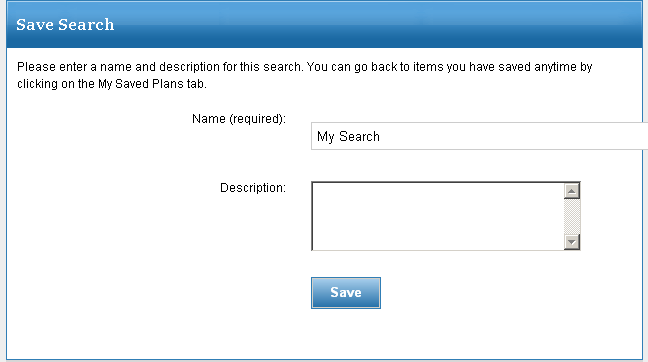 Save Search
Please enter a name and description for this search. You can go back to items you have saved anytime by
clicking on the My Saved Plans tab.
Name (required):
My Search
Description:
Save